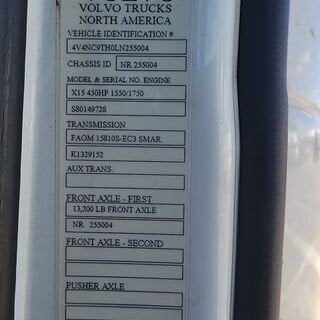 VOLVO
VOLVO TRUCKS
NORTH AMERICA
VEHICLE IDENTIFICATION #
4V4NC9TH0LN255004
CHASSIS ID NR 255004
MODEL & SERIAL NO. ENGINE
X15 450HP 1550/1750
S80149728
TRANSMISSION
FAOM 15810S-EC3 SMAR
K1329152
AUX TRANS.
FRONT AXLE - FIRST
13,200 LB FRONT AXLE
NR 255004
FRONT AXLE - SECOND
PUSHER AXLE